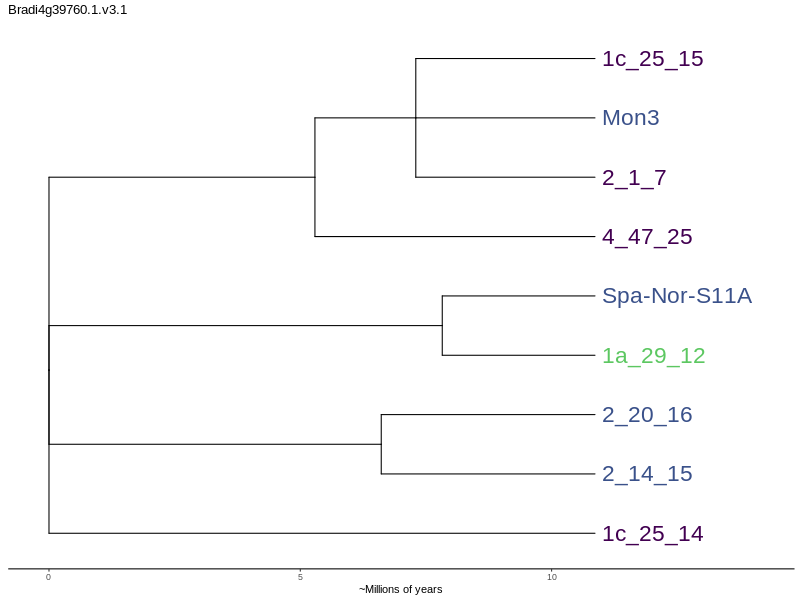 Bradi4g39760.1.v3.1
1c_25_15
Mon3
2_1_7
4_47_25
Spa-Nor-S11A
1a_29_12
2_20_16
2_14_15
1c_25_14
0 5 10
~Millions of years